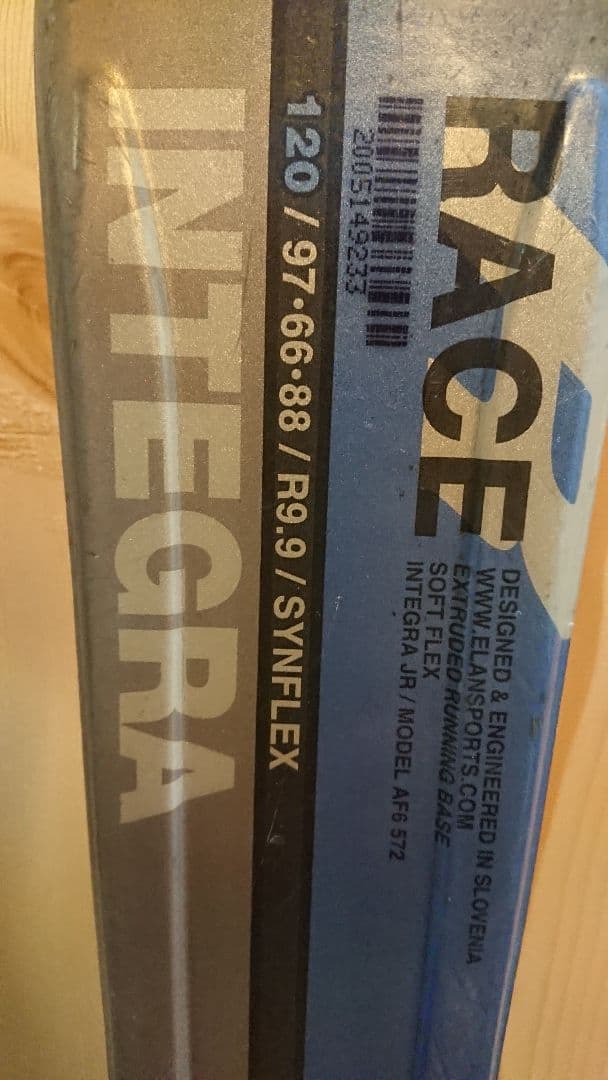 RACE
2005149233
DESIGNED & ENGINEERED IN SLOVENIA
WWW.ELANSPORTS.COM
EXTRUDED RUNNING BASE
SOFT FLEX
INTEGRA JR / MODEL AF6 572
120 / 97•66•88 / R9.9 / SYNFLEX
INTEGRA